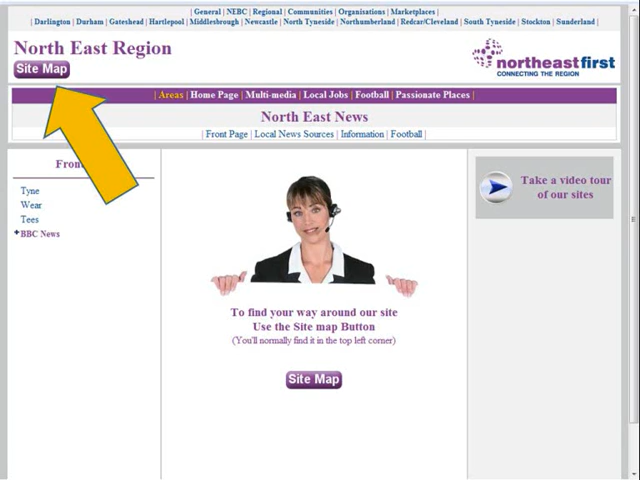 | General | NEBC | Regional | Communities | Organisations | Marketplaces |
| Darlington | Durham | Gateshead | Hartlepool | Middlesbrough | Newcastle | North Tyneside | Northumberland | Redcar/Cleveland | South Tyneside | Stockton | Sunderland |
North East Region
Site Map
northeastfirst
CONNECTING THE REGION
| Areas | Home Page | Multi-media | Local Jobs | Football | Passionate Places |
North East News
| Front Page | Local News Sources | Information | Football |
Tyne
Wear
Tees
BBC News
Take a video tour
of our sites
To find your way around our site
Use the Site map Button
(You'll normally find it in the top left corner)
Site Map